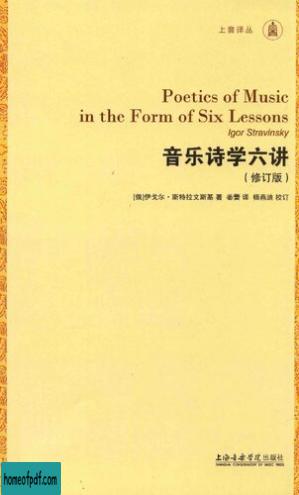 上音译丛
Poetics of Music
in the Form of Six Lessons
Igor Stravinsky
音乐诗学六讲
(修订版)
[俄]伊戈尔·斯特拉文斯基 著 姜蕾 译 杨燕迪 校订
上海音乐学院出版社
SHANGHAI CONSERVATORY OF MUSIC PRESS
homeofpdf.com